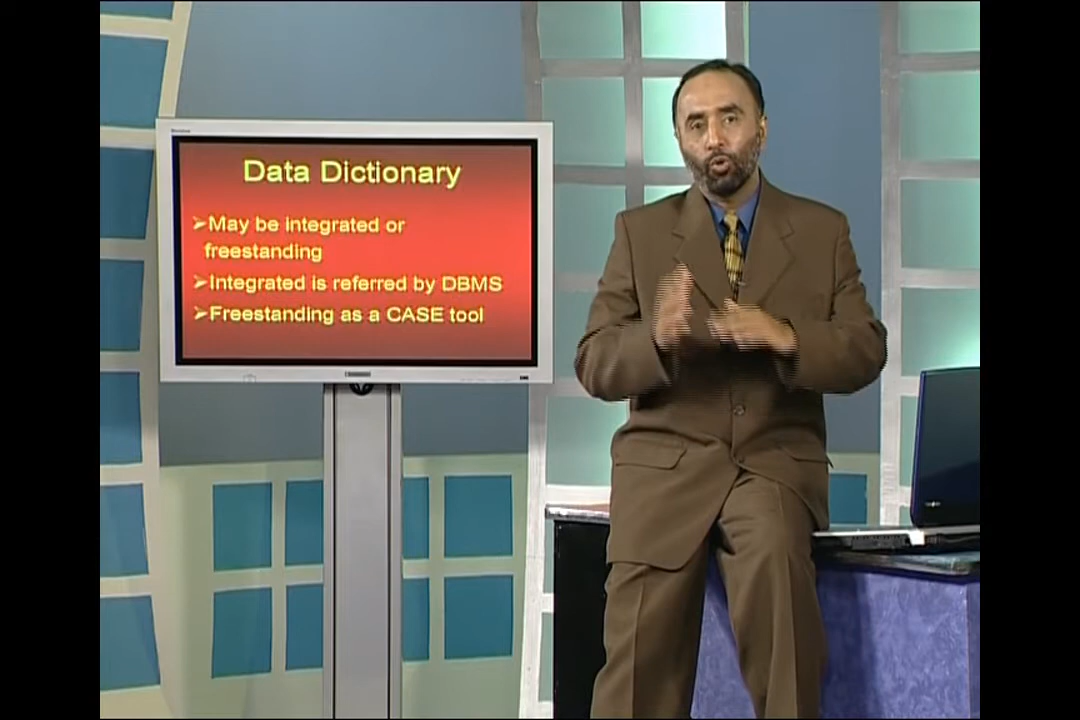 Data Dictionary
➢May be integrated or
freestanding
➢Integrated is referred by DBMS
➢Freestanding as a CASE tool